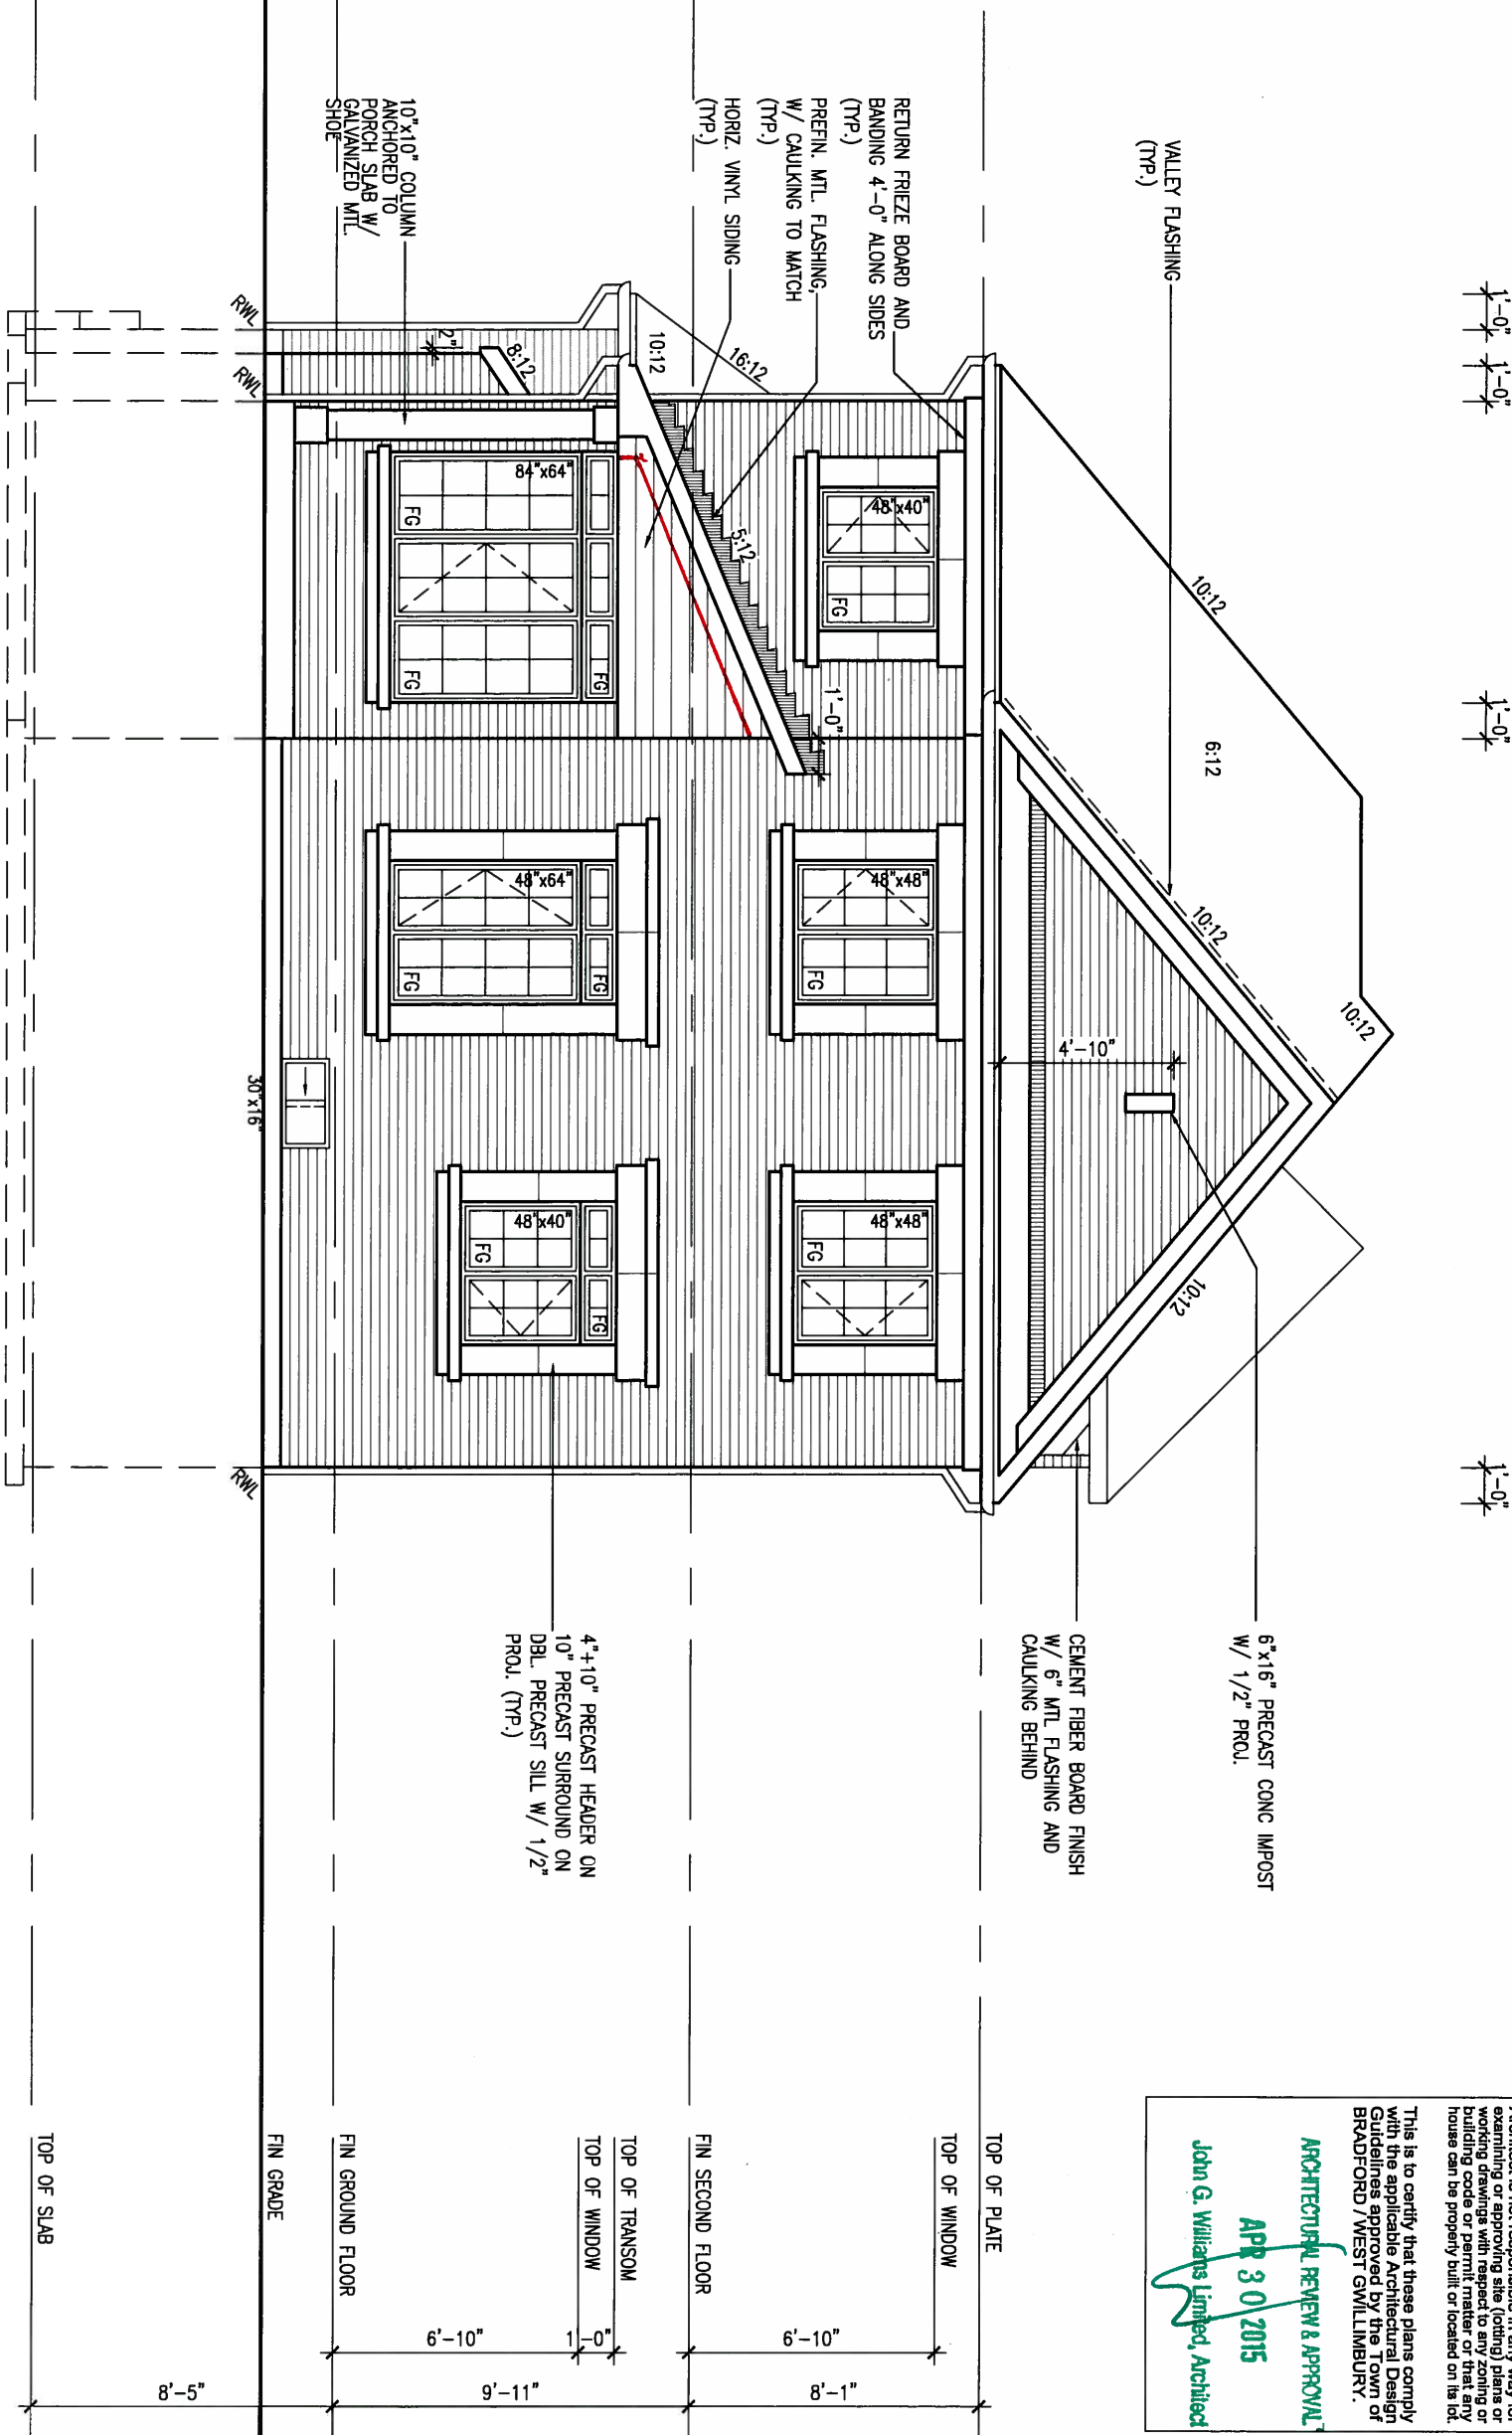 1'-0"
1'-0"
1'-0"
1'-0"
VALLEY FLASHING
(TYP.)
RETURN FRIEZE BOARD AND
BANDING 4'-0" ALONG SIDES
(TYP.)
PREFIN. MTL. FLASHING,
W/ CAULKING TO MATCH
(TYP.)
HORIZ. VINYL SIDING
(TYP.)
10"x10" COLUMN
ANCHORED TO
PORCH SLAB W/
GALVANIZED MTL.
SHOE
10:12
6:12
10:12
10:12
10:12
4'-10"
16:12
10:12
5:12
1'-0"
8:12
2"
48"x40"
FG
48"x48"
FG
48"x48"
FG
84"x64"
FG
FG
FG
48"x64"
FG
FG
48"x40"
FG
FG
30"x16"
RWL
RWL
RWL
6"x16" PRECAST CONC IMPOST
W/ 1/2" PROJ.
CEMENT FIBER BOARD FINISH
W/ 6" MTL FLASHING AND
CAULKING BEHIND
4"+10" PRECAST HEADER ON
10" PRECAST SURROUND ON
DBL. PRECAST SILL W/ 1/2"
PROJ. (TYP.)
examining or approving site (lotting) plans or
working drawings with respect to any zoning or
building code or permit matter or that any
house can be properly built or located on its lot.
This is to certify that these plans comply
with the applicable Architectural Design
Guidelines approved by the Town of
BRADFORD / WEST GWILLIMBURY.
ARCHITECTURAL REVIEW & APPROVAL
APR 30 2015
John G. Williams Limited, Architect
TOP OF PLATE
TOP OF WINDOW
FIN SECOND FLOOR
TOP OF TRANSOM
TOP OF WINDOW
FIN GROUND FLOOR
FIN GRADE
TOP OF SLAB
6'-10"
1'-0"
6'-10"
8'-1"
9'-11"
8'-5"